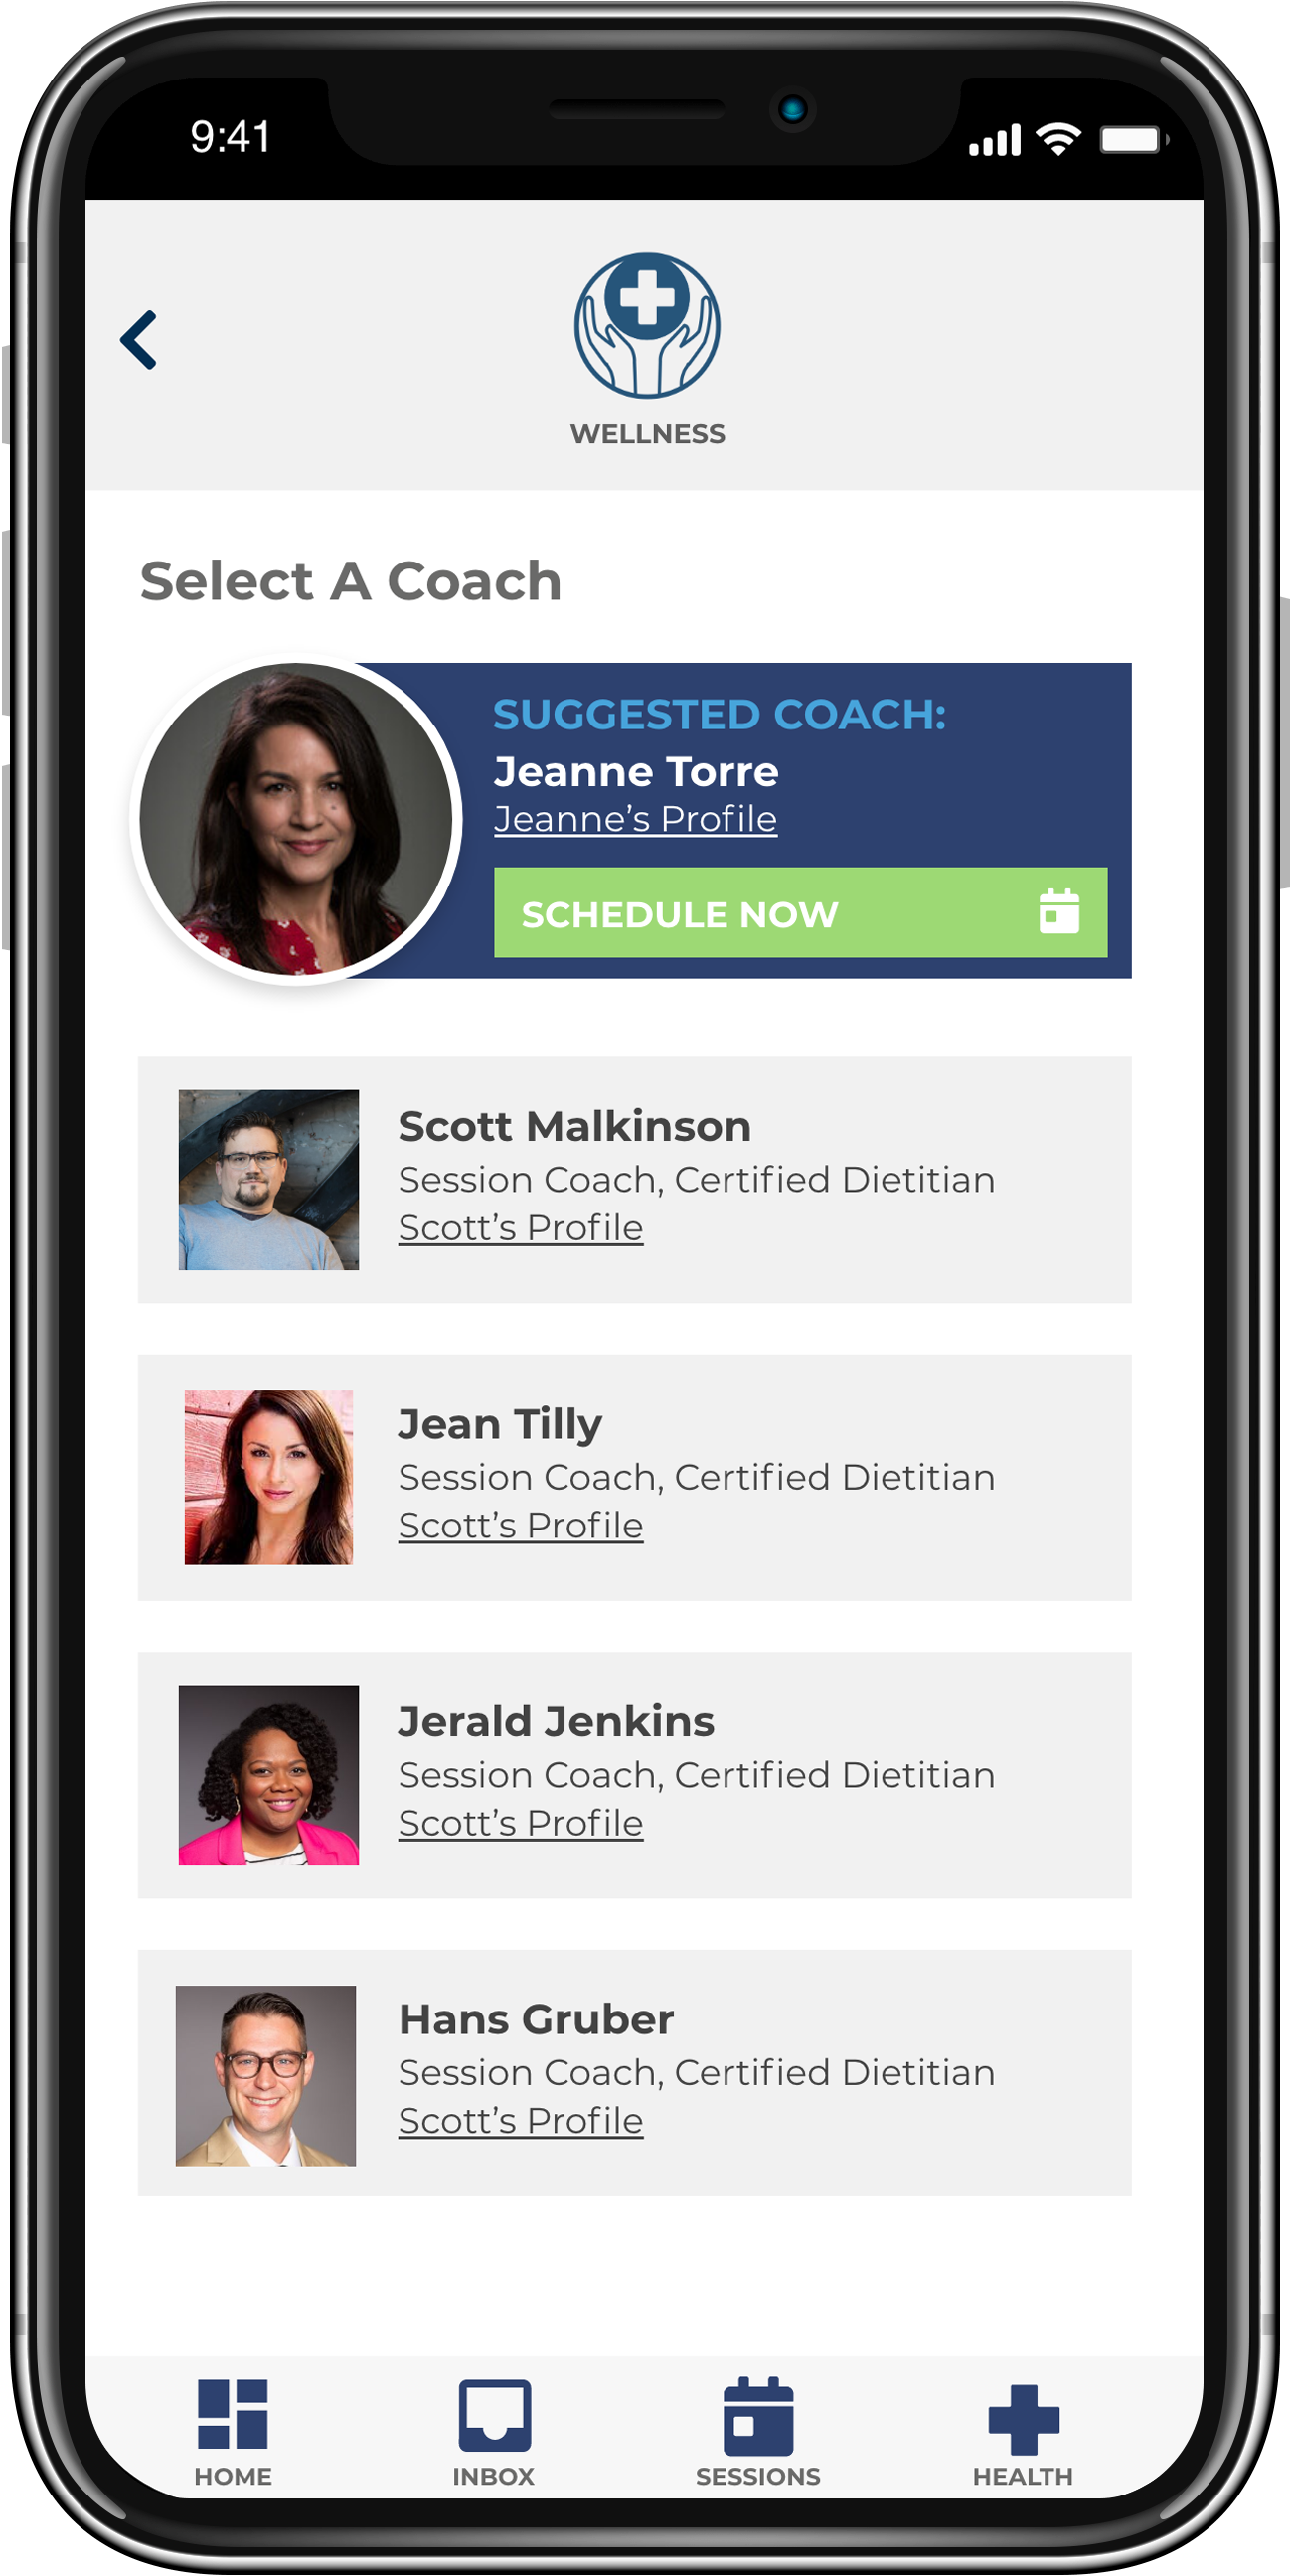 9:41
WELLNESS
Select A Coach
SUGGESTED COACH:
Jeanne Torre
Jeanne’s Profile
SCHEDULE NOW
Scott Malkinson
Session Coach, Certified Dietitian
Scott’s Profile
Jean Tilly
Session Coach, Certified Dietitian
Scott’s Profile
Jerald Jenkins
Session Coach, Certified Dietitian
Scott’s Profile
Hans Gruber
Session Coach, Certified Dietitian
Scott’s Profile
HOME INBOX SESSIONS HEALTH